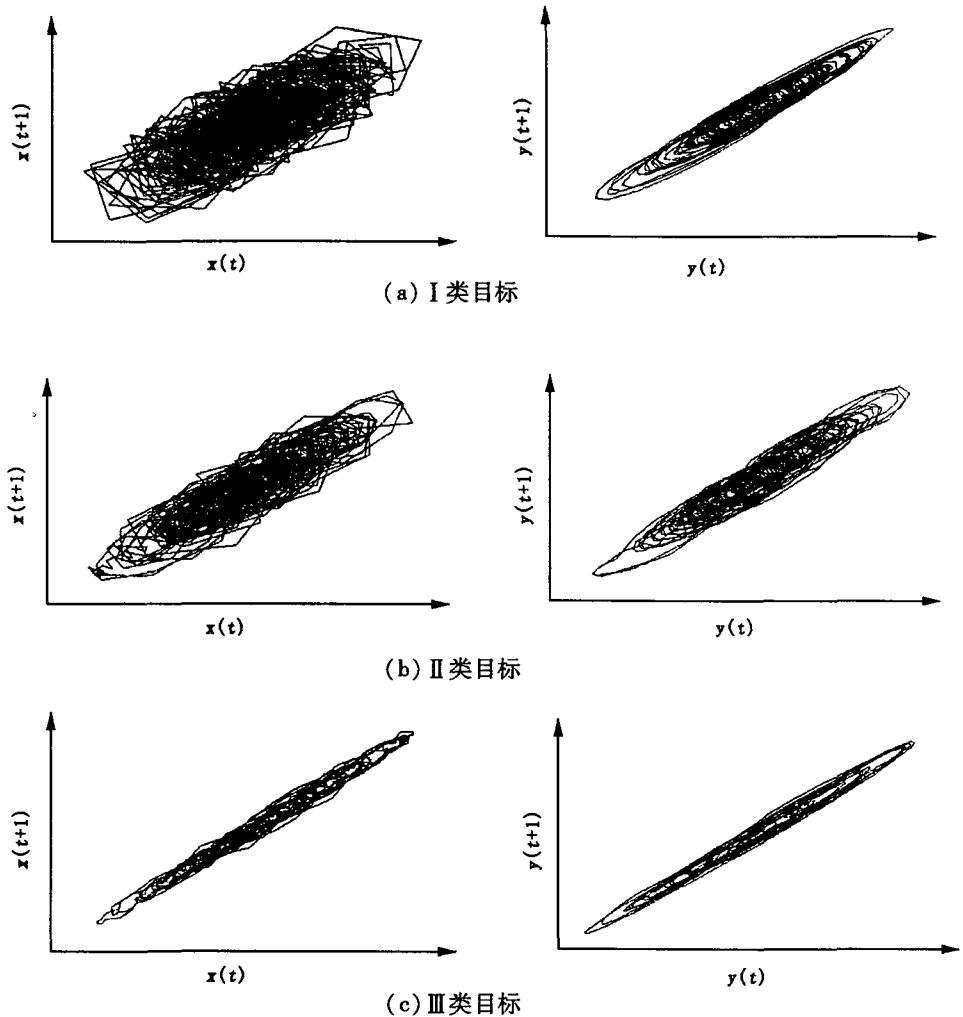 x(t+1)
y(t+1)
x(t)
y(t)
(a) Ⅰ类目标
x(t+1)
y(t+1)
x(t)
y(t)
(b) Ⅱ类目标
x(t+1)
y(t+1)
x(t)
y(t)
(c) Ⅲ类目标